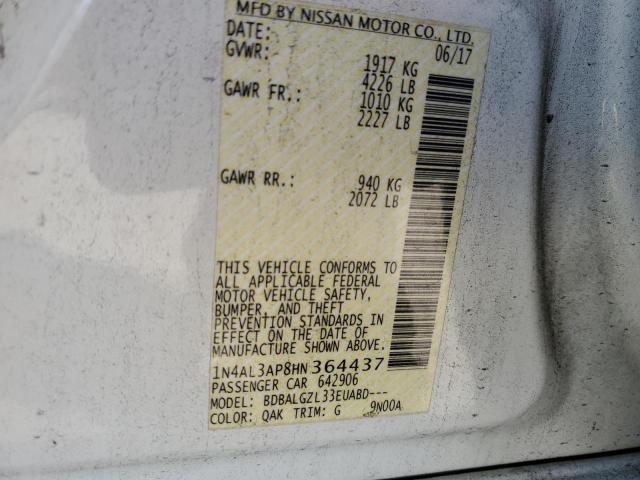 MFD BY NISSAN MOTOR CO., LTD.
DATE: 06/17
GVWR: 1917 KG
4226 LB
GAWR FR.: 1010 KG
2227 LB
GAWR RR.: 940 KG
2072 LB
THIS VEHICLE CONFORMS TO
ALL APPLICABLE FEDERAL
MOTOR VEHICLE SAFETY,
BUMPER, AND THEFT
PREVENTION STANDARDS IN
EFFECT ON THE DATE OF
MANUFACTURE SHOWN ABOVE.
1N4AL3AP8HN364437
PASSENGER CAR 642906
MODEL: BDBALGZL33EUABD---
COLOR: QAK TRIM: G 9N00A